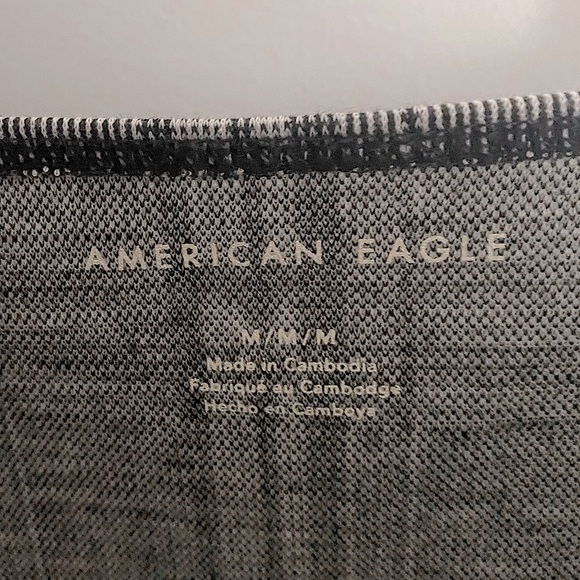 AMERICAN EAGLE
M/M/M
Made in Cambodia
Fabriqué au Cambodge
Hecho en Camboya